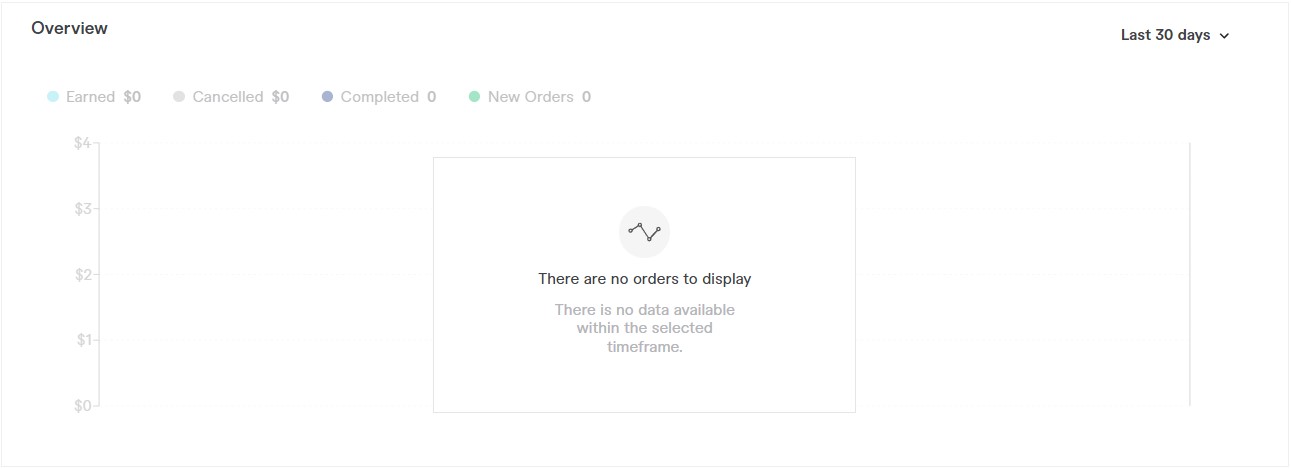 Overview
Last 30 days
Earned $0 Cancelled $0 Completed 0 New Orders 0
$4
$3
$2
$1
$0
There are no orders to display
There is no data available
within the selected
timeframe.